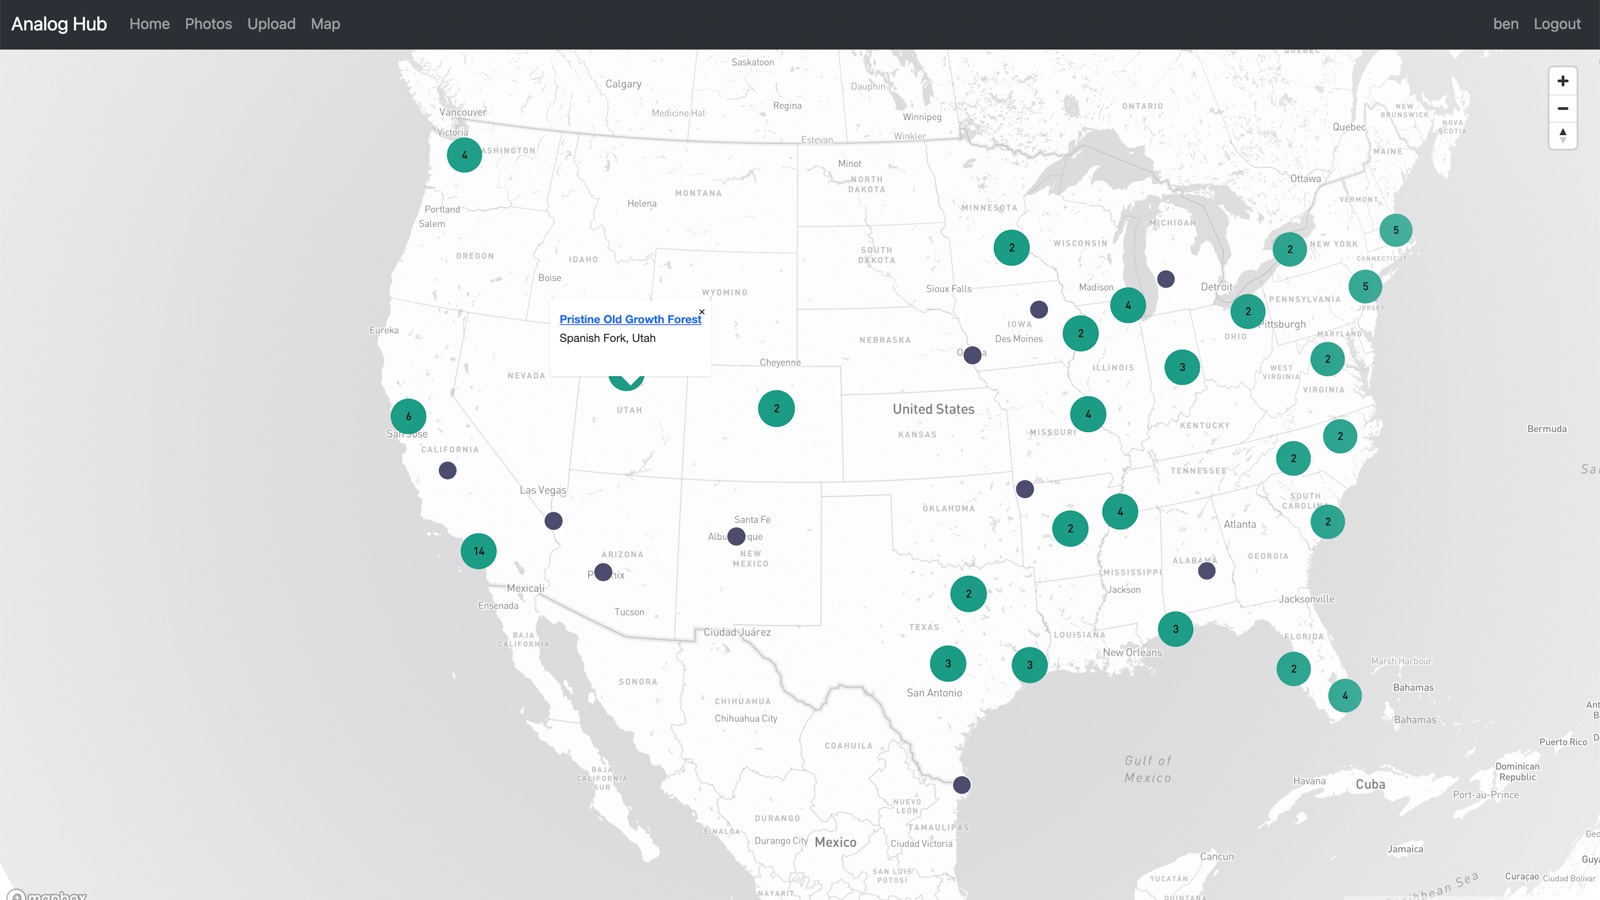 Analog Hub Home Photos Upload Map ben Logout
QUEBEC
Saskatoon
Calgary
Dauphin
Medicine Hat
Regina
ONTARIO
NEW
BRUNSWICK
Vancouver
Winnipeg
Quebec
NOVA
SCOTIA
Victoria
Estevan
Winkler
4
MAINE
Minot
Ottawa
MONTANA
NORTH
DAKOTA
Helena
VERMONT
Portland
MINNESOTA
Salem
MICHIGAN
5
2
WISCONSIN
2
NEW YORK
OREGON
IDAHO
SOUTH
DAKOTA
CONNECTICUT
Boise
WYOMING
Sioux Falls
Madison
Detroit
5
PENNSYLVANIA
4
JERSEY
×
Pristine Old Growth Forest
Spanish Fork, Utah
2
IOWA
Pittsburgh
Eureka
NEBRASKA
Des Moines
2
OHIO
MARYLAND
Cheyenne
2
NEVADA
ILLINOIS
3
WEST
VIRGINIA
VIRGINIA
UTAH
2
United States
4
6
San Jose
KANSAS
MISSOURI
KENTUCKY
2
Bermuda
CALIFORNIA
2
TENNESSEE
Las Vegas
SOUTH
CAROLINA
OKLAHOMA
4
Santa Fe
2
Atlanta
2
14
ARIZONA
NEW
MEXICO
GEORGIA
ALABAMA
MISSISSIPPI
Mexicali
Jackson
2
Ensenada
Tucson
Jacksonville
TEXAS
3
BAJA
CALIFORNIA
Ciudad Juárez
LOUISIANA
FLORIDA
New Orleans
3
3
2
Marsh Harbour
SONORA
San Antonio
4
Bahamas
CHIHUAHUA
Chihuahua City
Bahamas
COAHUILA
Puerto Rico
Gulf of
Mexico
BAJA
CALIFORNIA
SUR
Dominican
Republic
Havana
Cuba
Port-au-Prince
NUEVO
LEÓN
DURANGO
TAMAULIPAS
SINALOA
Durango City
Mexico
Ciudad Victoria
Jamaica
Cancún
SAN LUIS
POTOSÍ
Curaçao
Ciudad Bolivar
YUCATÁN
NAYARIT
QUINTANA
mapbox